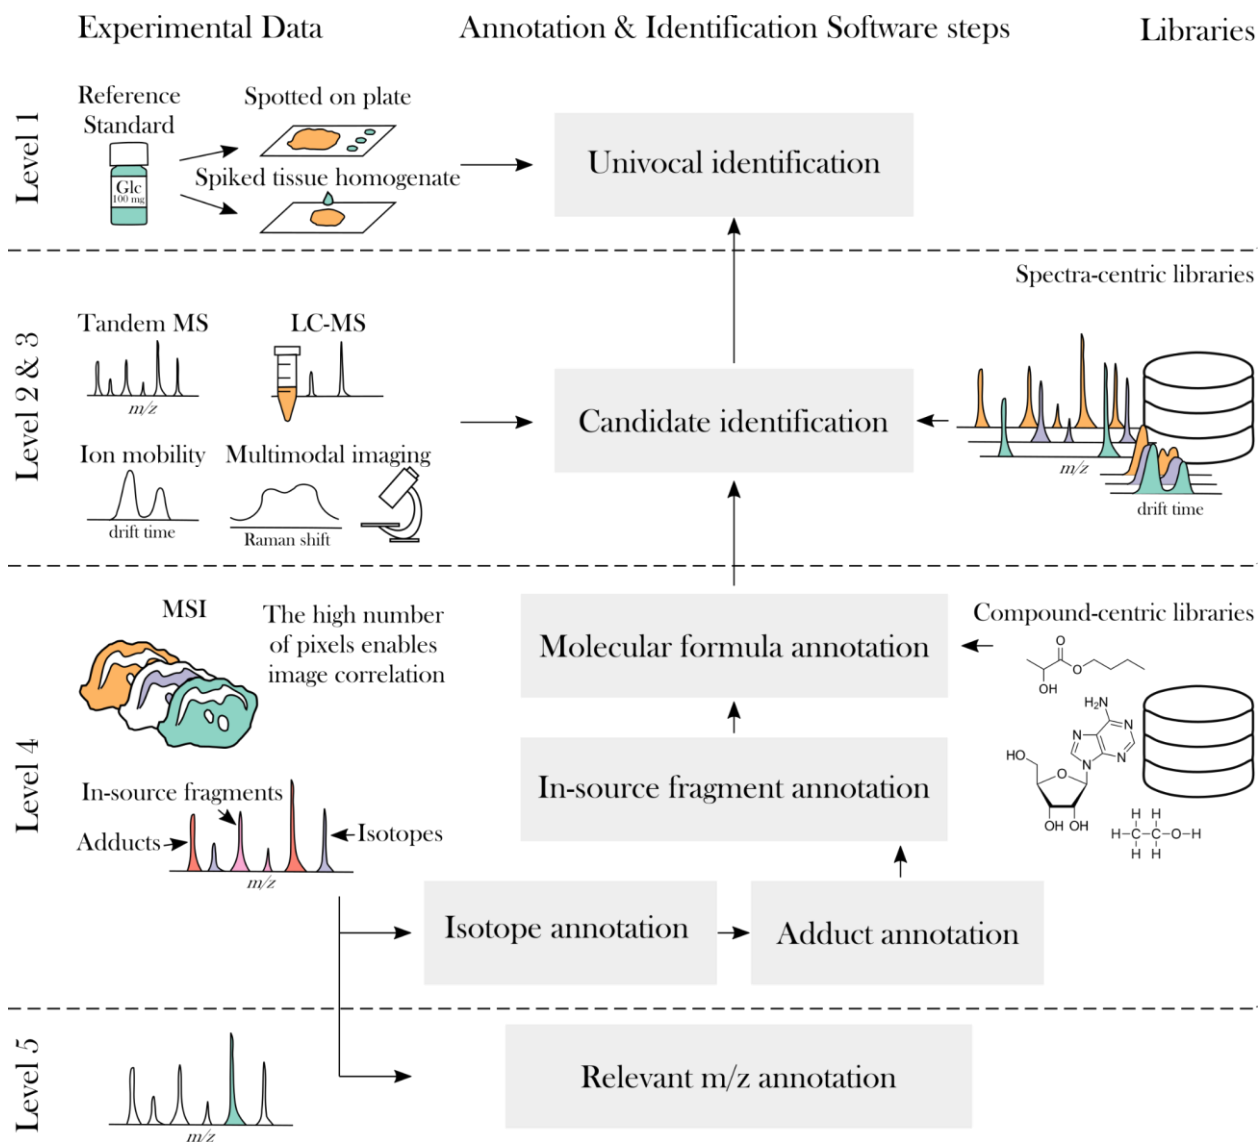 Experimental Data
Annotation & Identification Software steps
Libraries
Level 1
Reference
Standard
Glc
100 mg
Spotted on plate
Spiked tissue homogenate
Univocal identification
Level 2 & 3
Tandem MS
m/z
LC-MS
Ion mobility
drift time
Multimodal imaging
Raman shift
Candidate identification
Spectra-centric libraries
m/z
drift time
Level 4
MSI
The high number
of pixels enables
image correlation
In-source fragments
Adducts
Isotopes
m/z
Molecular formula annotation
In-source fragment annotation
Isotope annotation
Adduct annotation
Compound-centric libraries
O
O
OH
NH₂
N
N
N
N
HO
O
OH
OH
H
H
H
C
C
O
H
H
H
Level 5
m/z
Relevant m/z annotation